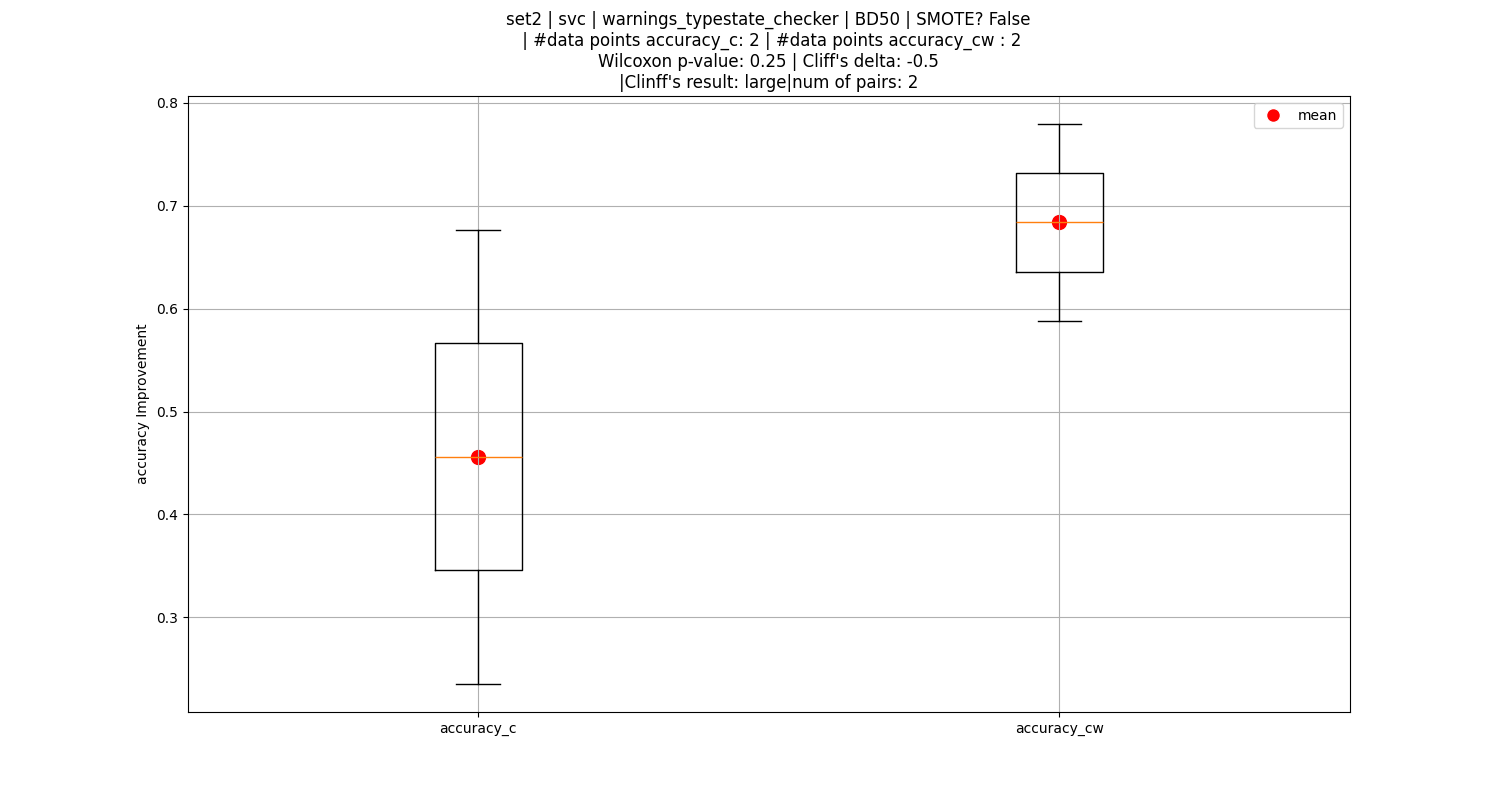 set2 | svc | warnings_typestate_checker | BD50 | SMOTE? False
| #data points accuracy_c: 2 | #data points accuracy_cw : 2
Wilcoxon p-value: 0.25 | Cliff's delta: -0.5
|Clinff's result: large|num of pairs: 2
mean
0.8
0.7
0.6
0.5
0.4
0.3
accuracy Improvement
accuracy_c
accuracy_cw